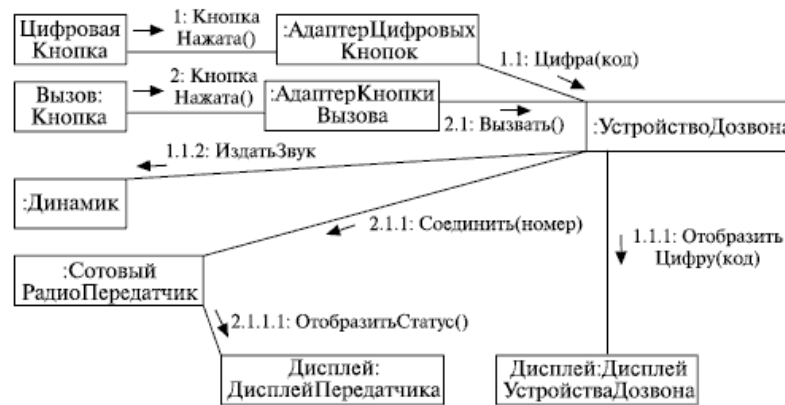 Цифровая
Кнопка
1: Кнопка
Нажата()
:АдаптерЦифровых
Кнопок
1.1: Цифра(код)
Вызов:
Кнопка
2: Кнопка
Нажата()
:АдаптерКнопки
Вызова
2.1: Вызвать()
:УстройствоДозвона
1.1.2: ИздатьЗвук
:Динамик
2.1.1: Соединить(номер)
1.1.1: Отобразить
Цифру(код)
:Сотовый
РадиоПередатчик
2.1.1.1: ОтобразитьСтатус()
Дисплей:
ДисплейПередатчика
Дисплей:Дисплей
УстройстваДозвона